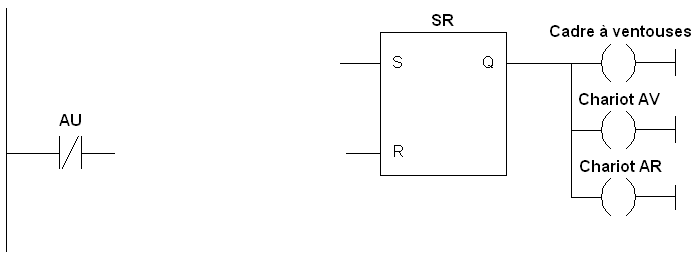 SR
Cadre à ventouses
S
Q
Chariot AV
AU
R
Chariot AR